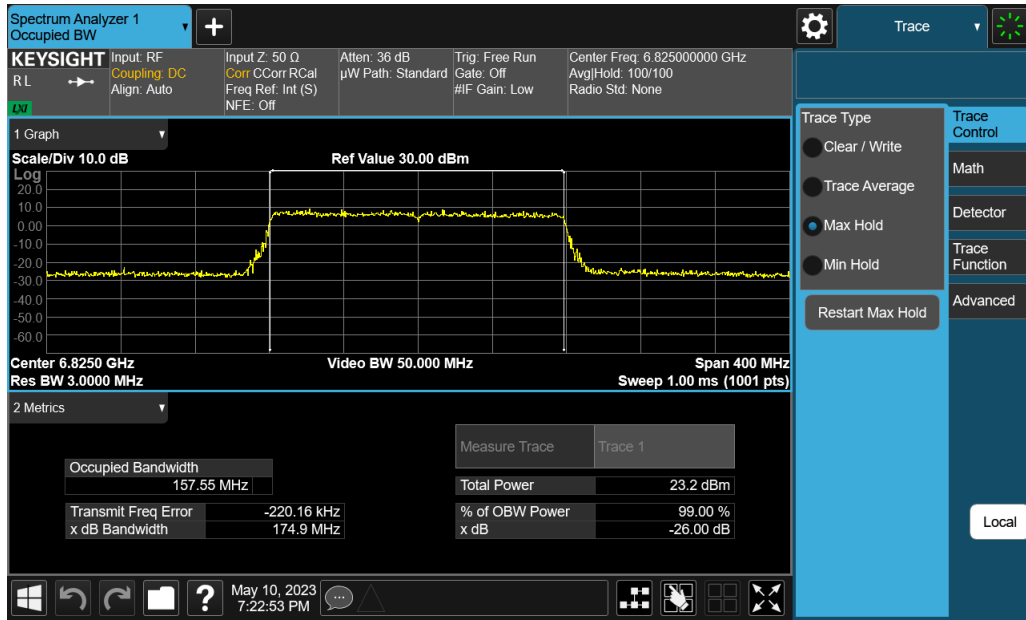 Spectrum Analyzer 1
Occupied BW
+
Trace
KEYSIGHT
R L
LXI
Input: RF
Coupling: DC
Align: Auto
Input Z: 50 Ω
Corr CCorr RCal
Freq Ref: Int (S)
NFE: Off
Atten: 36 dB
µW Path: Standard
Trig: Free Run
Gate: Off
#IF Gain: Low
Center Freq: 6.825000000 GHz
Avg|Hold: 100/100
Radio Std: None
1 Graph
Scale/Div 10.0 dB
Ref Value 30.00 dBm
Log
20.0
10.0
0.00
-10.0
-20.0
-30.0
-40.0
-50.0
-60.0
Center 6.8250 GHz
Video BW 50.000 MHz
Span 400 MHz
Res BW 3.0000 MHz
Sweep 1.00 ms (1001 pts)
2 Metrics
Measure Trace
Trace 1
Occupied Bandwidth
157.55 MHz
Total Power
23.2 dBm
Transmit Freq Error
-220.16 kHz
% of OBW Power
99.00 %
x dB Bandwidth
174.9 MHz
x dB
-26.00 dB
Trace Type
Clear / Write
Trace Average
Max Hold
Min Hold
Restart Max Hold
Trace
Control
Math
Detector
Trace
Function
Advanced
Local
?
May 10, 2023
7:22:53 PM